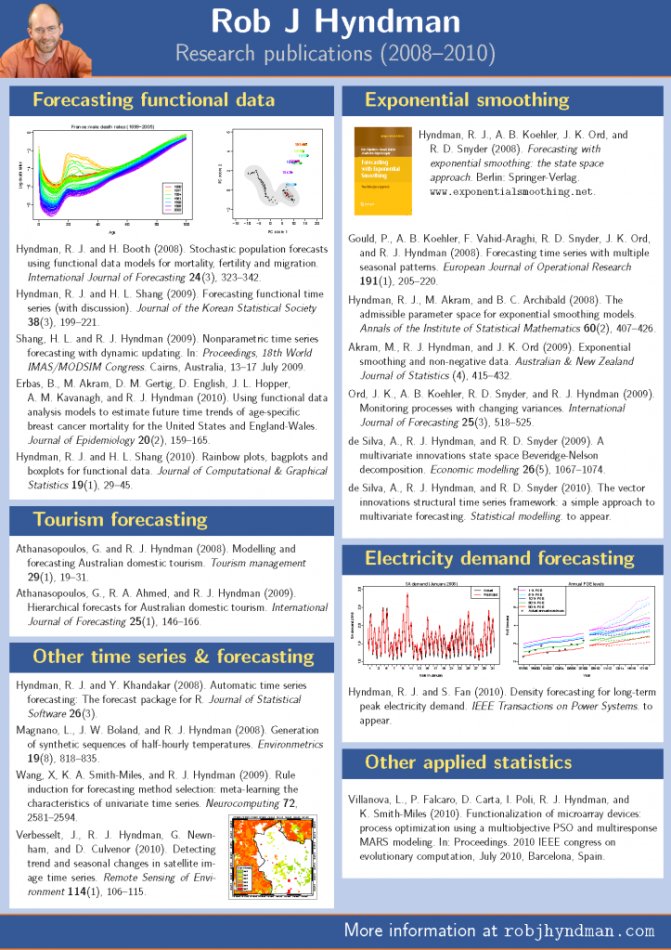 Rob J Hyndman
Research publications (2008–2010)
Forecasting functional data
France: male death rates (1899–2005)
Age
PC score 1
Hyndman, R. J. and H. Booth (2008). Stochastic population forecasts
using functional data models for mortality, fertility and migration.
International Journal of Forecasting 24(3), 323–342.
Hyndman, R. J. and H. L. Shang (2009). Forecasting functional time
series (with discussion). Journal of the Korean Statistical Society
38(3), 199–221.
Shang, H. L. and R. J. Hyndman (2009). Nonparametric time series
forecasting with dynamic updating. In: Proceedings, 18th World
IMAS/MODSIM Congress. Cairns, Australia, 13–17 July 2009.
Erbas, B., M. Akram, D. M. Gertig, D. English, J. L. Hopper,
A. M. Kavanagh, and R. J. Hyndman (2010). Using functional data
analysis models to estimate future time trends of age-specific
breast cancer mortality for the United States and England-Wales.
Journal of Epidemiology 20(2), 159–165.
Hyndman, R. J. and H. L. Shang (2010). Rainbow plots, bagplots and
boxplots for functional data. Journal of Computational & Graphical
Statistics 19(1), 29–45.
Tourism forecasting
Athanasopoulos, G. and R. J. Hyndman (2008). Modelling and
forecasting Australian domestic tourism. Tourism management
29(1), 19–31.
Athanasopoulos, G., R. A. Ahmed, and R. J. Hyndman (2009).
Hierarchical forecasts for Australian domestic tourism. International
Journal of Forecasting 25(1), 146–166.
Other time series & forecasting
Hyndman, R. J. and Y. Khandakar (2008). Automatic time series
forecasting: The forecast package for R. Journal of Statistical
Software 26(3).
Magnano, L., J. W. Boland, and R. J. Hyndman (2008). Generation
of synthetic sequences of half-hourly temperatures. Environmetrics
19(8), 818–835.
Wang, X, K. A. Smith-Miles, and R. J. Hyndman (2009). Rule
induction for forecasting method selection: meta-learning the
characteristics of univariate time series. Neurocomputing 72,
2581–2594.
Verbesselt, J., R. J. Hyndman, G. Newn-
ham, and D. Culvenor (2010). Detecting
trend and seasonal changes in satellite im-
age time series. Remote Sensing of Envi-
ronment 114(1), 106–115.
Exponential smoothing
Forecasting
with Exponential
Smoothing
Hyndman, R. J., A. B. Koehler, J. K. Ord, and
R. D. Snyder (2008). Forecasting with
exponential smoothing: the state space
approach. Berlin: Springer-Verlag.
www.exponentialsmoothing.net.
Gould, P., A. B. Koehler, F. Vahid-Araghi, R. D. Snyder, J. K. Ord,
and R. J. Hyndman (2008). Forecasting time series with multiple
seasonal patterns. European Journal of Operational Research
191(1), 205–220.
Hyndman, R. J., M. Akram, and B. C. Archibald (2008). The
admissible parameter space for exponential smoothing models.
Annals of the Institute of Statistical Mathematics 60(2), 407–426.
Akram, M., R. J. Hyndman, and J. K. Ord (2009). Exponential
smoothing and non-negative data. Australian & New Zealand
Journal of Statistics (4), 415–432.
Ord, J. K., A. B. Koehler, R. D. Snyder, and R. J. Hyndman (2009).
Monitoring processes with changing variances. International
Journal of Forecasting 25(3), 518–525.
de Silva, A., R. J. Hyndman, and R. D. Snyder (2009). A
multivariate innovations state space Beveridge-Nelson
decomposition. Economic modelling 26(5), 1067–1074.
de Silva, A., R. J. Hyndman, and R. D. Snyder (2010). The vector
innovations structural time series framework: a simple approach to
multivariate forecasting. Statistical modelling. to appear.
Electricity demand forecasting
SA demand (January 2008)
Annual POE levels
Hyndman, R. J. and S. Fan (2010). Density forecasting for long-term
peak electricity demand. IEEE Transactions on Power Systems. to
appear.
Other applied statistics
Villanova, L., P. Falcaro, D. Carta, I. Poli, R. J. Hyndman, and
K. Smith-Miles (2010). Functionalization of microarray devices:
process optimization using a multiobjective PSO and multiresponse
MARS modeling. In: Proceedings. 2010 IEEE congress on
evolutionary computation, July 2010, Barcelona, Spain.
More information at robjhyndman.com